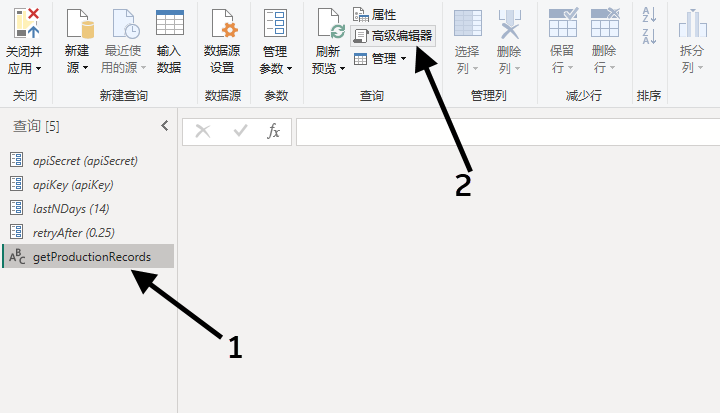 关闭并
应用
关闭
新建
源
最近使
用的源
输入
数据
新建查询
数据源
设置
数据源
管理
参数
参数
刷新
预览
属性
高级编辑器
管理
查询
选择
列
删除
列
管理列
保留
行
删除
行
减少行
A
Z
Z
A
排序
拆分
列
查询 [5]
fx
apiSecret (apiSecret)
apiKey (apiKey)
lastNDays (14)
retryAfter (0.25)
ABC
getProductionRecords
1
2